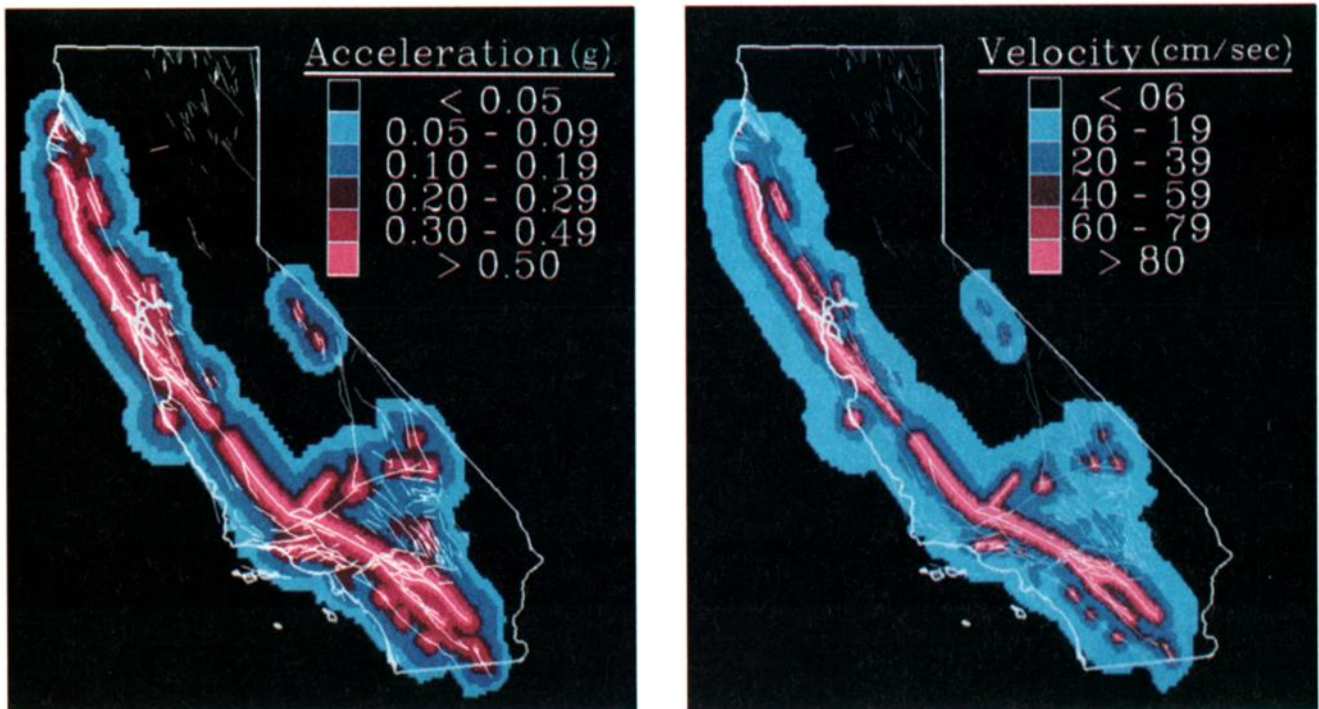 Acceleration (g)
< 0.05
0.05 - 0.09
0.10 - 0.19
0.20 - 0.29
0.30 - 0.49
> 0.50
Velocity (cm/sec)
< 06
06 - 19
20 - 39
40 - 59
60 - 79
> 80